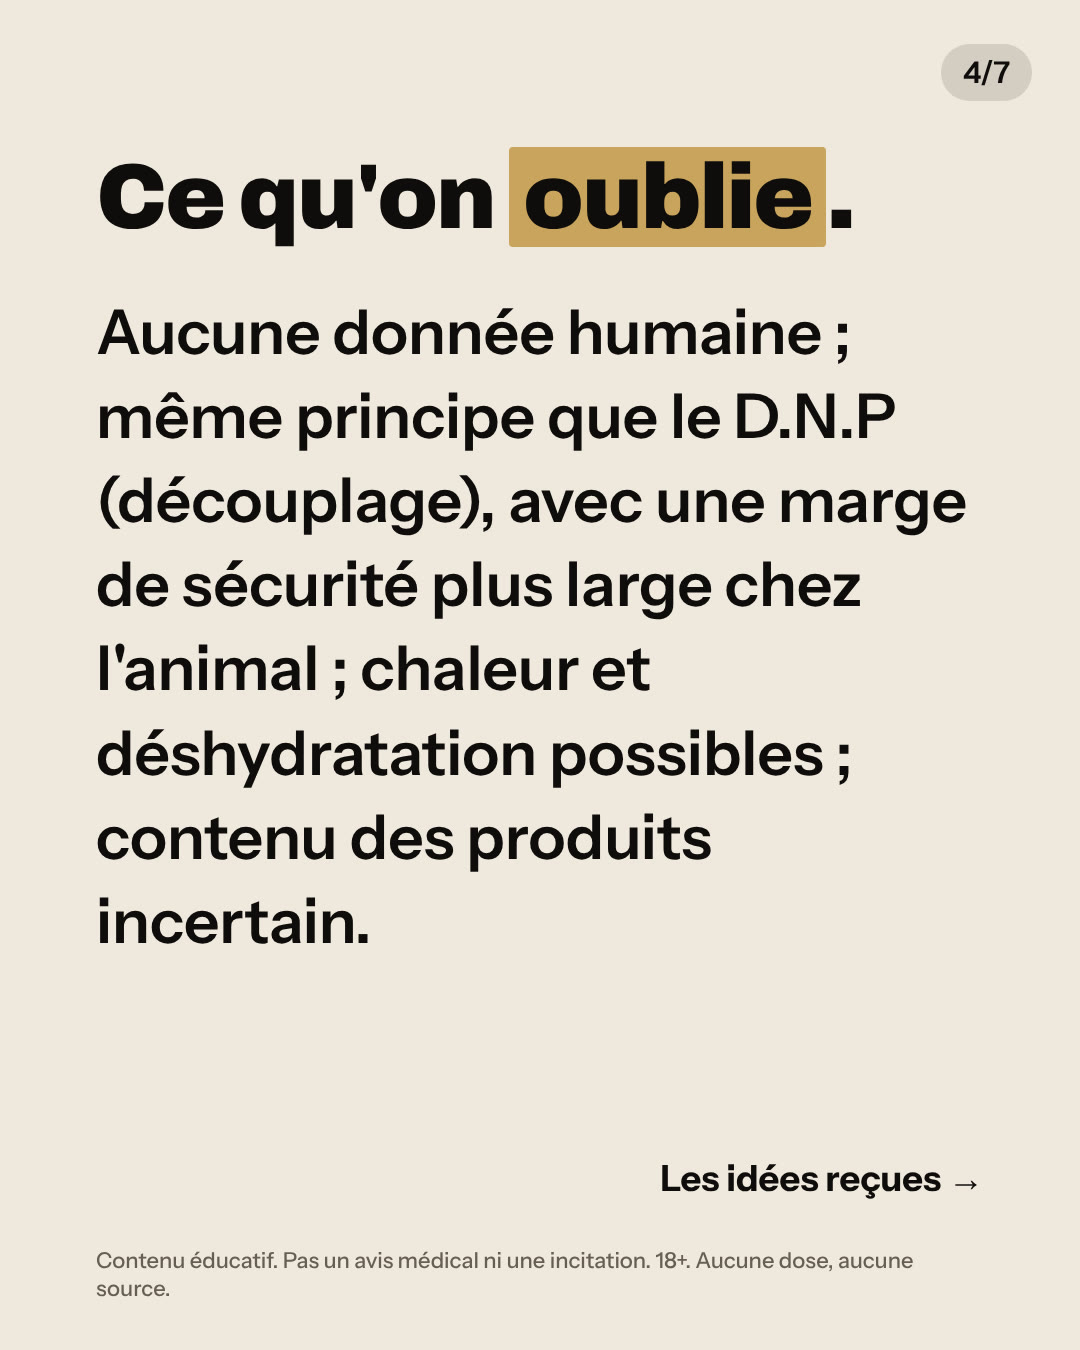 4/7
Ce qu'on oublie.
Aucune donnée humaine ;
même principe que le D.N.P
(découplage), avec une marge
de sécurité plus large chez
l'animal ; chaleur et
déshydratation possibles ;
contenu des produits
incertain.
Les idées reçues →
Contenu éducatif. Pas un avis médical ni une incitation. 18+. Aucune dose, aucune
source.